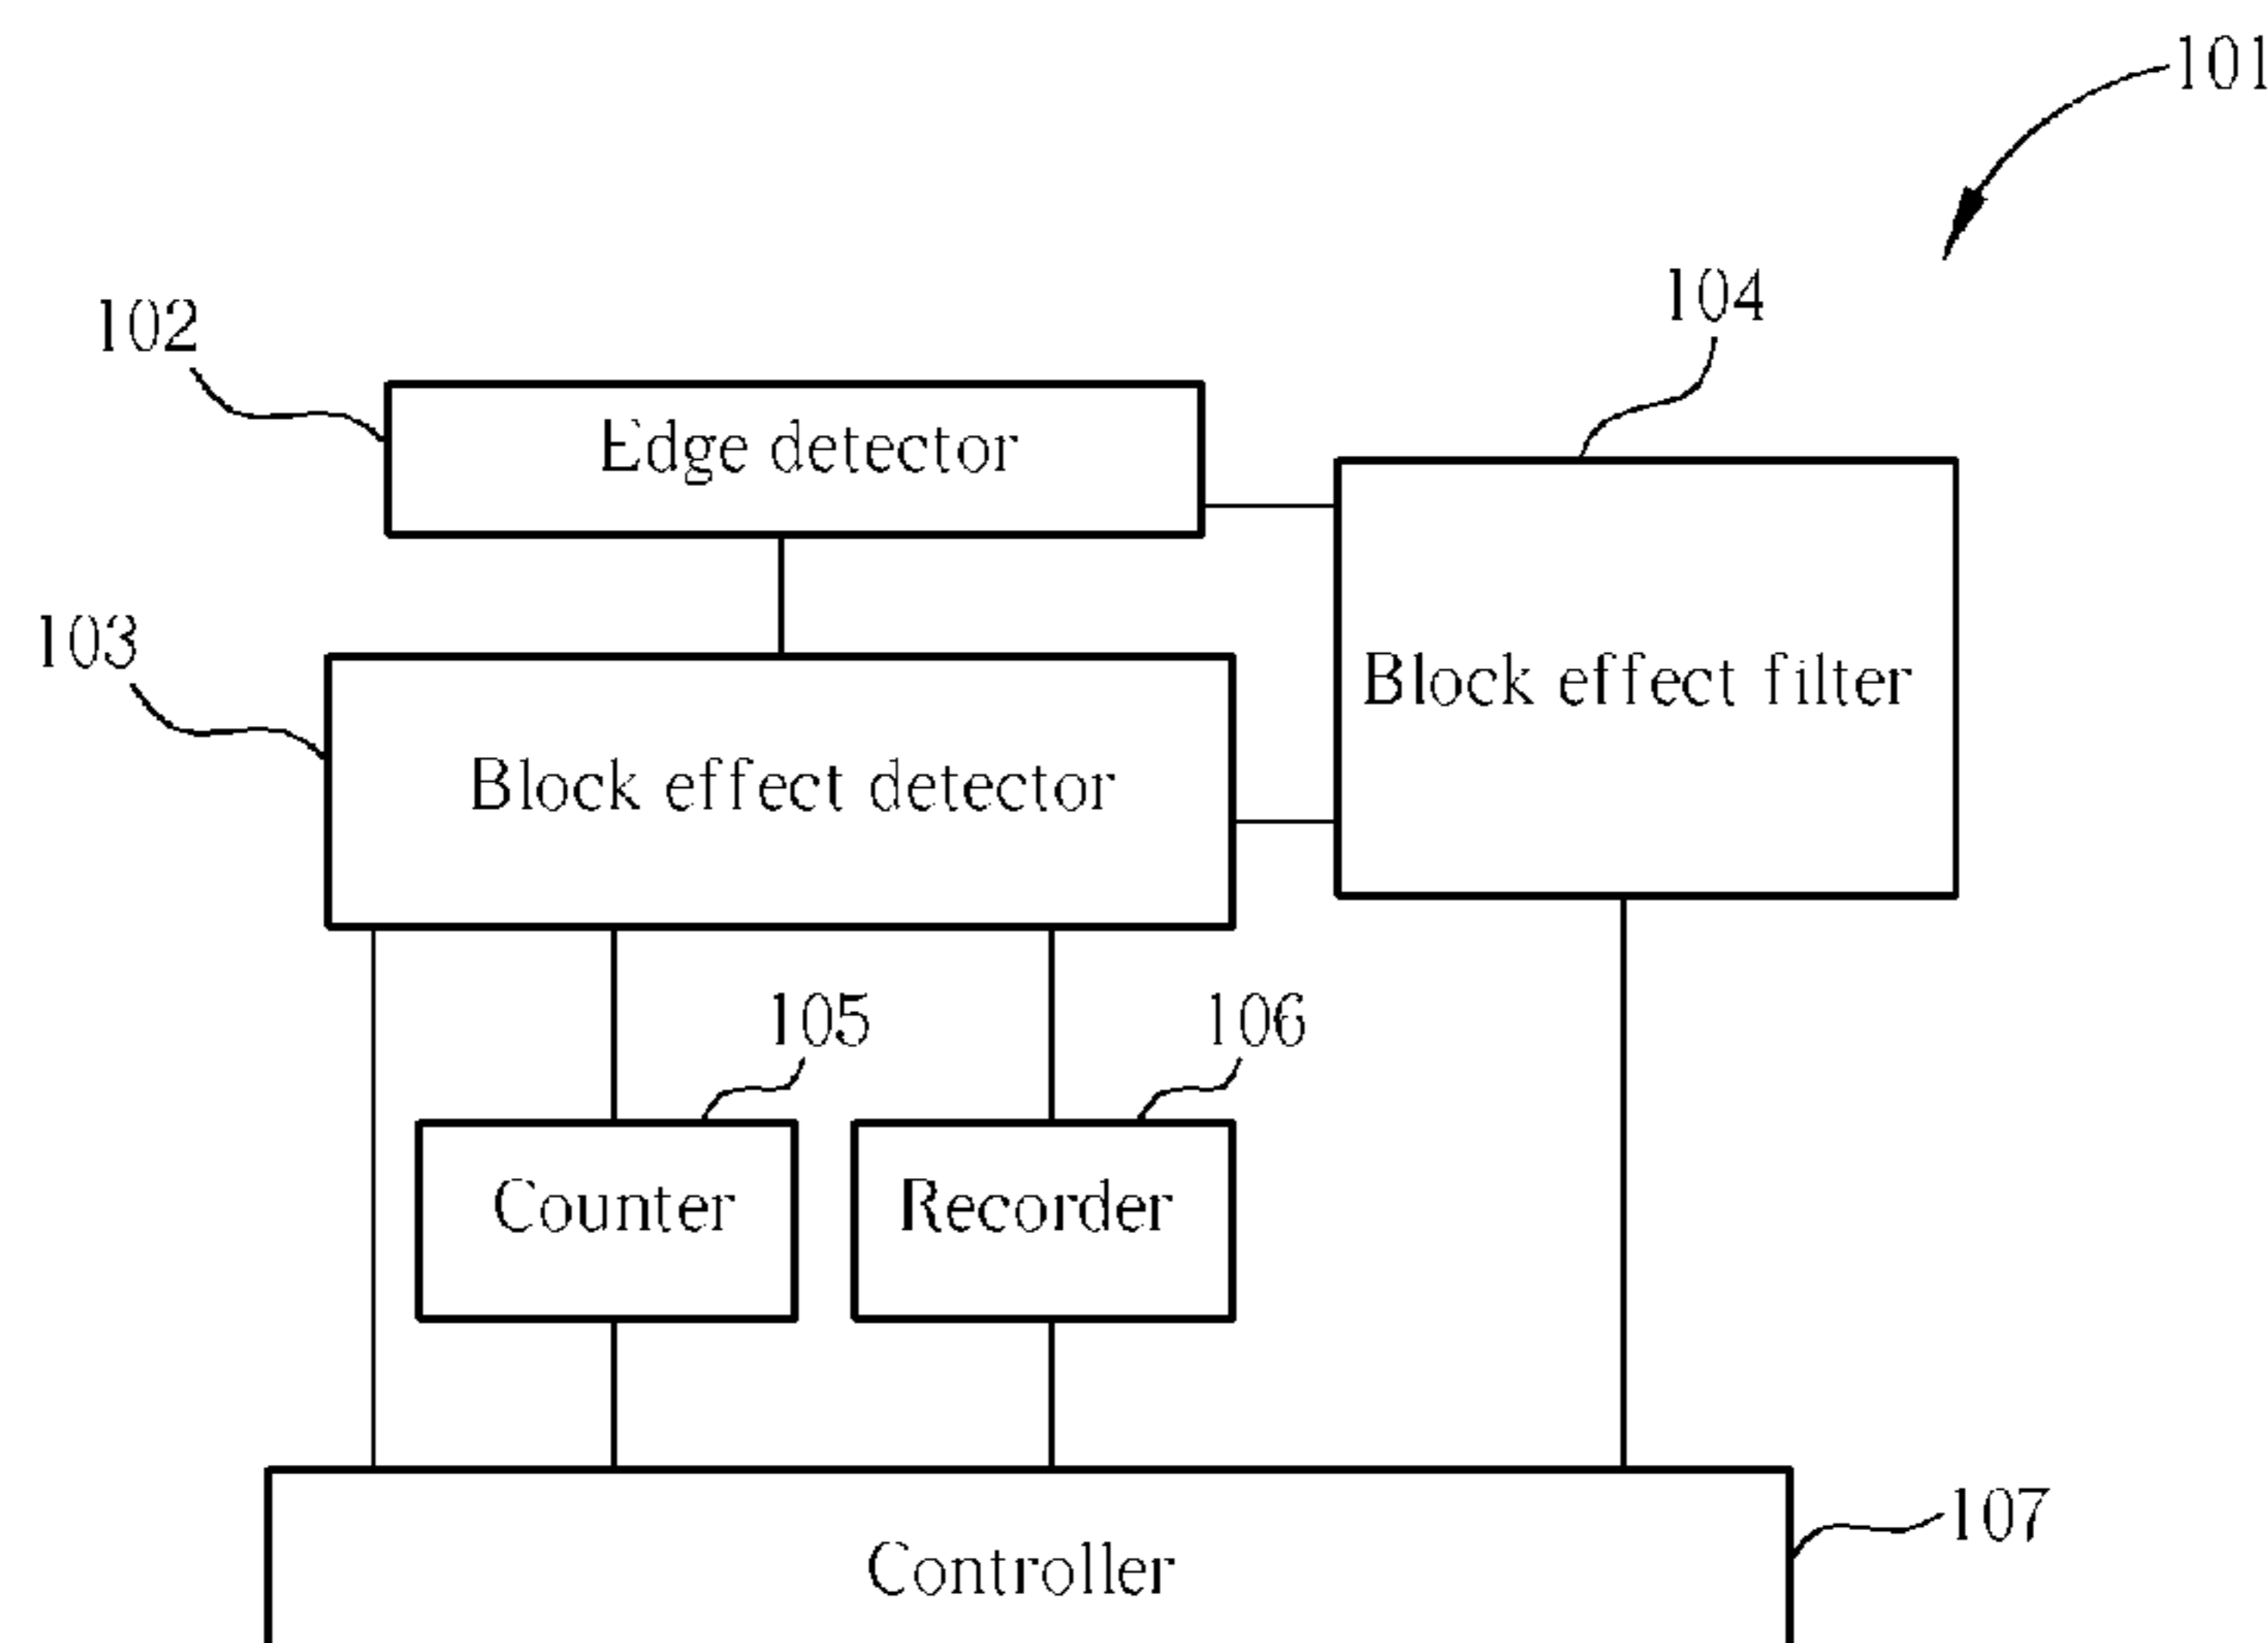 101
104
102
Edge detector
103
Block effect filter
Block effect detector
105
106
Counter
Recorder
107
Controller